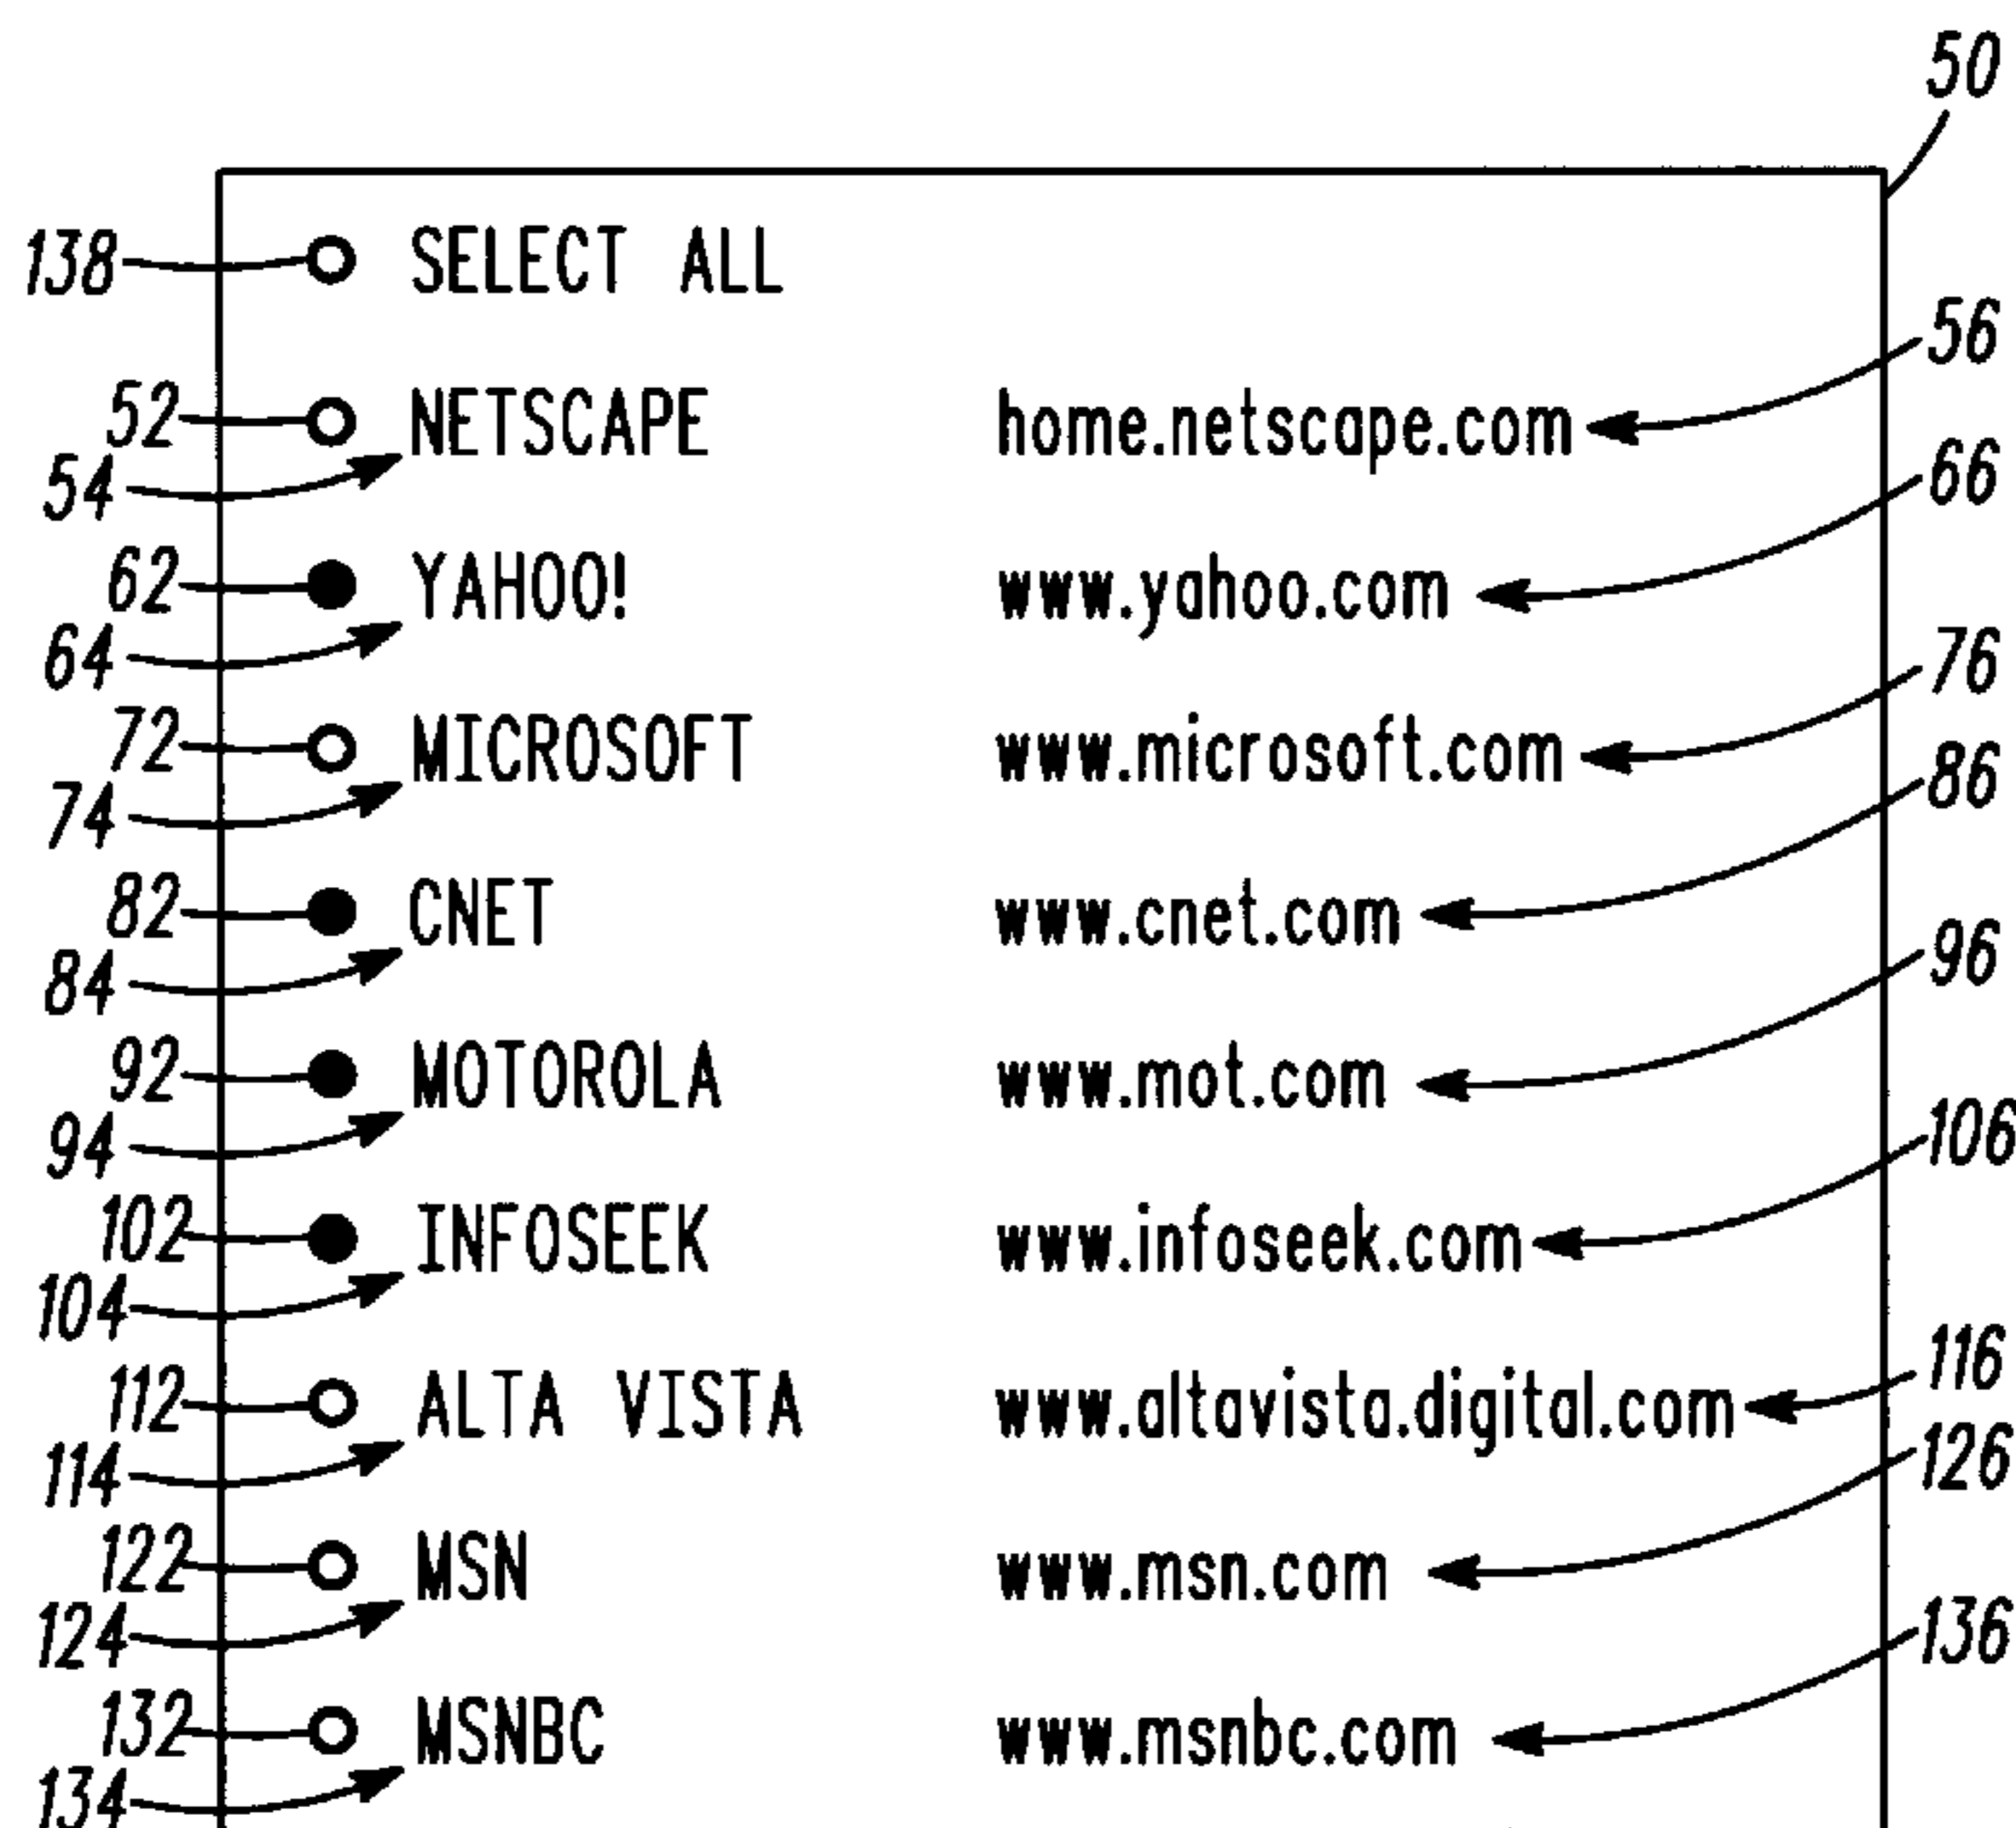 50
138 SELECT ALL
56
52 NETSCAPE home.netscape.com
54 66
62 YAHOO! www.yahoo.com
64 76
72 MICROSOFT www.microsoft.com
74 86
82 CNET www.cnet.com
84 96
92 MOTOROLA www.mot.com
94 106
102 INFOSEEK www.infoseek.com
104 116
112 ALTA VISTA www.altavista.digital.com
114 126
122 MSN www.msn.com
124 136
132 MSNBC www.msnbc.com
134